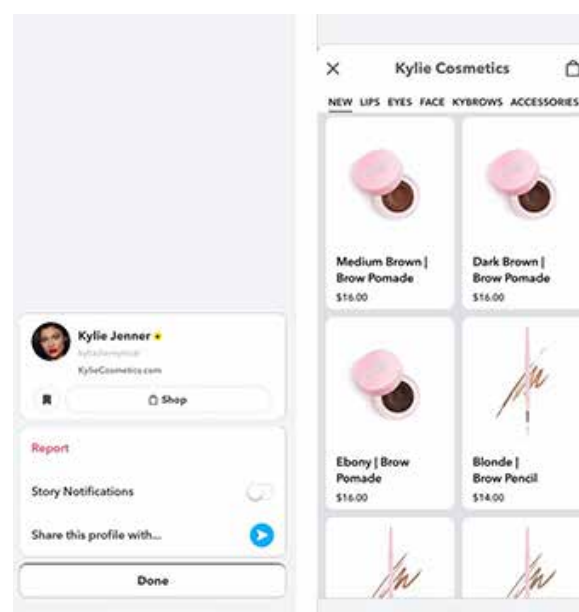 Kylie Jenner
KylieCosmetics.com
Shop
Report
Story Notifications
Share this profile with...
Done
Kylie Cosmetics
NEW LIPS EYES FACE KYBROWS ACCESSORIES
Medium Brown |
Brow Pomade
$16.00
Dark Brown |
Brow Pomade
$16.00
Ebony | Brow
Pomade
$16.00
Blonde |
Brow Pencil
$14.00